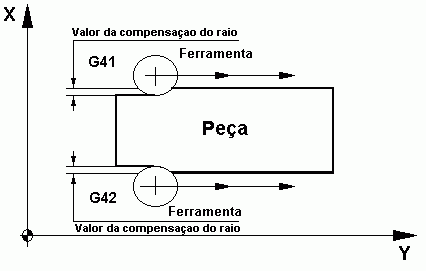 X
Valor da compensaçao do raio
G41
Ferramenta
Peça
G42
Ferramenta
Valor da compensaçao do raio
Y